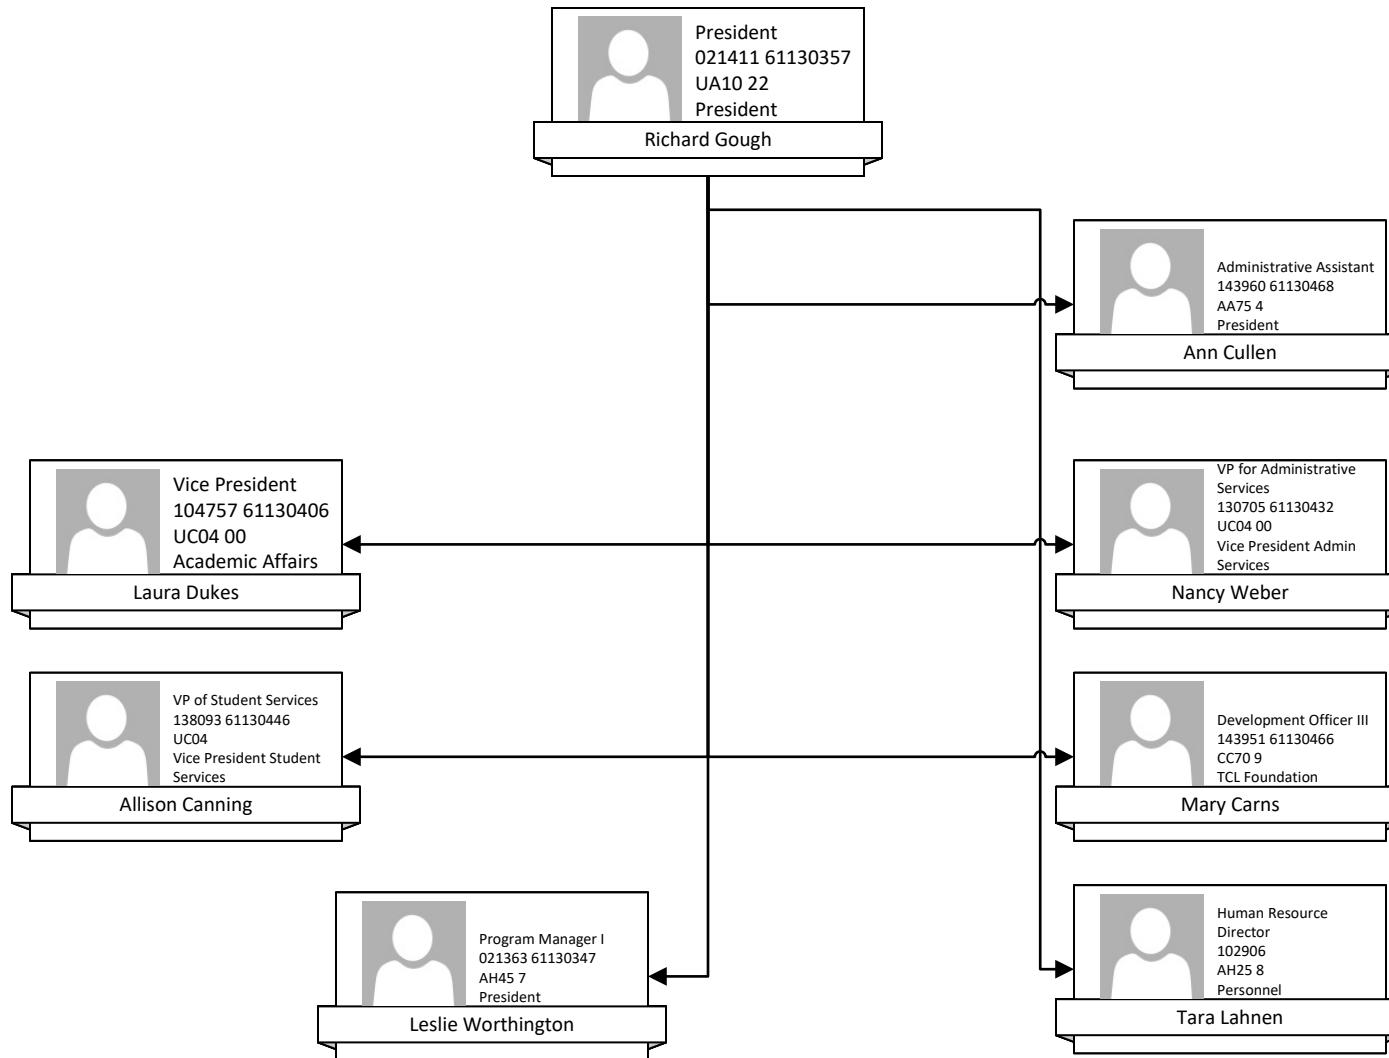 President
021411 61130357
UA10 22
President
Richard Gough
Administrative Assistant
143960 61130468
AA75 4
President
Ann Cullen
Vice President
104757 61130406
UC04 00
Academic Affairs
Laura Dukes
VP for Administrative
Services
130705 61130432
UC04 00
Vice President Admin
Services
Nancy Weber
VP of Student Services
138093 61130446
UC04
Vice President Student
Services
Allison Canning
Development Officer III
143951 61130466
CC70 9
TCL Foundation
Mary Carns
Program Manager I
021363 61130347
AH45 7
President
Leslie Worthington
Human Resource
Director
102906
AH25 8
Personnel
Tara Lahnen